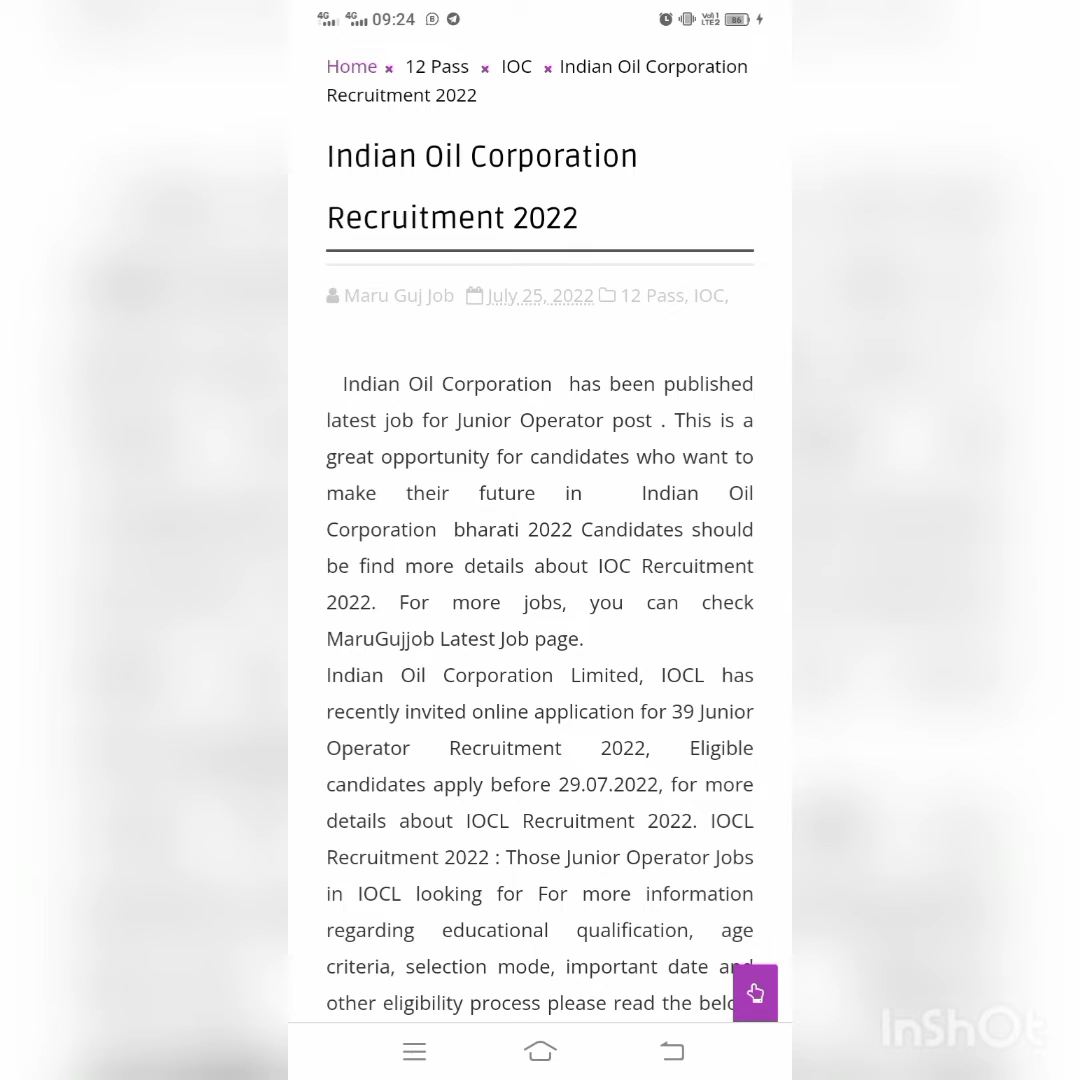 4G 4G 09:24 86
VoI) 1
LTE2
Home × 12 Pass × IOC × Indian Oil Corporation
Recruitment 2022
Indian Oil Corporation
Recruitment 2022
Maru Guj Job July 25, 2022 12 Pass, IOC,
Indian Oil Corporation has been published
latest job for Junior Operator post . This is a
great opportunity for candidates who want to
make their future in Indian Oil
Corporation bharati 2022 Candidates should
be find more details about IOC Rercuitment
2022. For more jobs, you can check
MaruGujjob Latest Job page.
Indian Oil Corporation Limited, IOCL has
recently invited online application for 39 Junior
Operator Recruitment 2022, Eligible
candidates apply before 29.07.2022, for more
details about IOCL Recruitment 2022. IOCL
Recruitment 2022 : Those Junior Operator Jobs
in IOCL looking for For more information
regarding educational qualification, age
criteria, selection mode, important date and
other eligibility process please read the below
InShOt